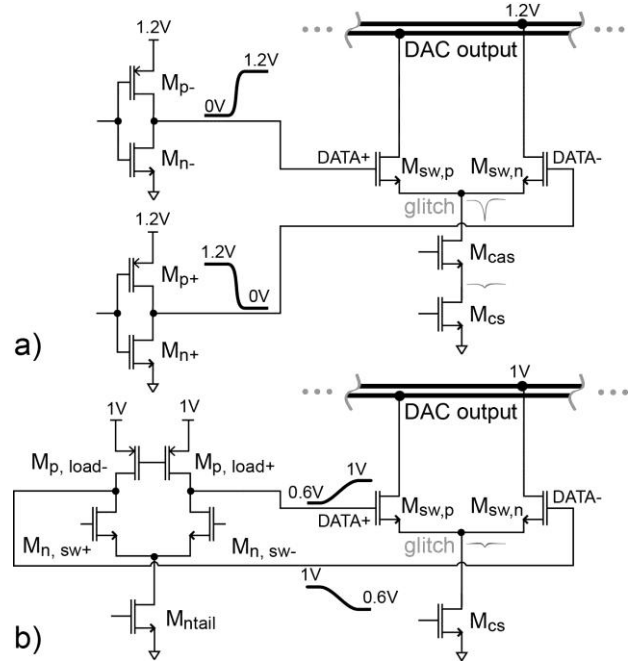 1.2V
1.2V
DAC output
Mp-
1.2V
0V
Mn-
DATA+
Msw,p
Msw,n
DATA-
glitch
1.2V
Mp+
1.2V
0V
Mcas
Mn+
Mcs
a)
1V
DAC output
1V
1V
Mp, load-
Mp, load+
1V
0.6V
DATA+
Msw,p
Msw,n
DATA-
Mn, sw+
Mn, sw-
glitch
1V
0.6V
Mntail
Mcs
b)